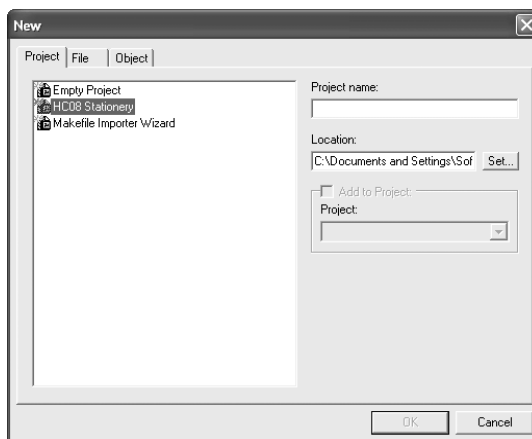 New
Project File Object
Empty Project
HC08 Stationery
Makefile Importer Wizard
Project name:
Location:
C:\Documents and Settings\Sof
Set...
Add to Project:
Project:
OK Cancel